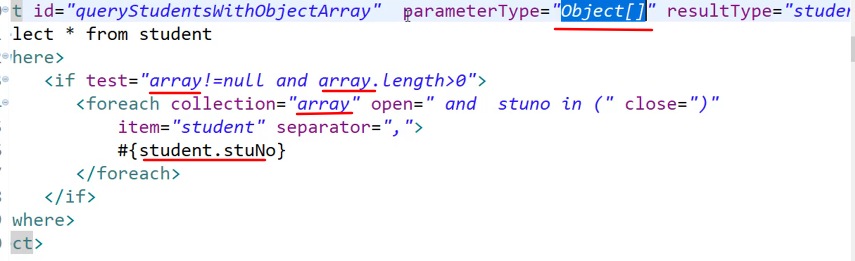 t id="queryStudentsWithObjectArray" parameterType="Object[]" resultType="studen
lect * from student
here>
<if test="array!=null and array.length>0">
<foreach collection="array" open=" and stuno in (" close=")"
item="student" separator=",">
#{student.stuNo}
</foreach>
</if>
where>
ct>